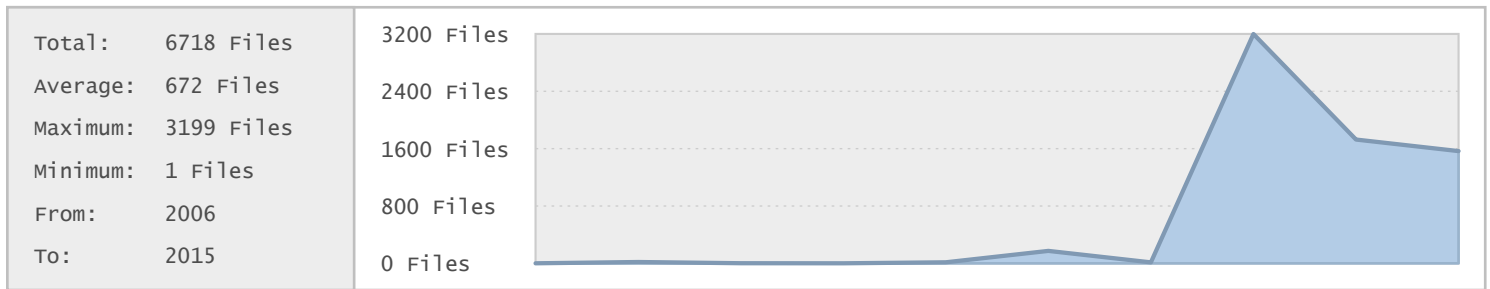 Total: 6718 Files
Average: 672 Files
Maximum: 3199 Files
Minimum: 1 Files
From: 2006
To: 2015
3200 Files
2400 Files
1600 Files
800 Files
0 Files